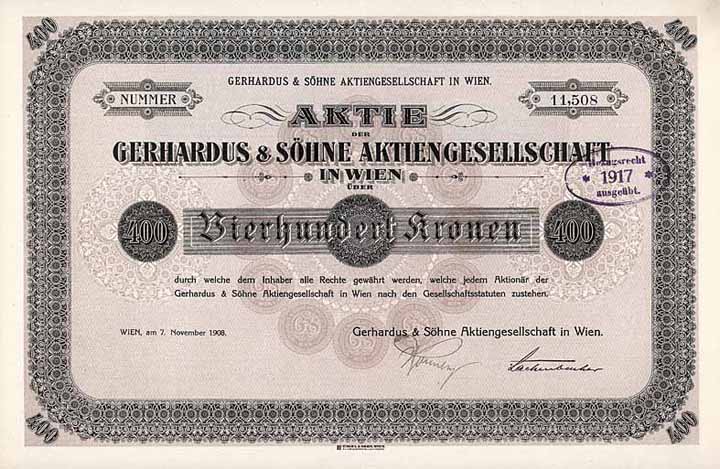 400
400
GERHARDUS & SÖHNE AKTIENGESELLSCHAFT IN WIEN.
NUMMER
11,508
AKTIE
DER
GERHARDUS & SÖHNE AKTIENGESELLSCHAFT
IN WIEN
ÜBER
Bezugsrecht
* 1917 *
ausgeübt.
400 Vierhundert Kronen 400
durch welche dem Inhaber alle Rechte gewährt werden, welche jedem Aktionär der
Gerhardus & Söhne Aktiengesellschaft in Wien nach den Gesellschaftsstatuten zustehen.
WIEN, am 7. November 1908.
Gerhardus & Söhne Aktiengesellschaft in Wien.
400
400